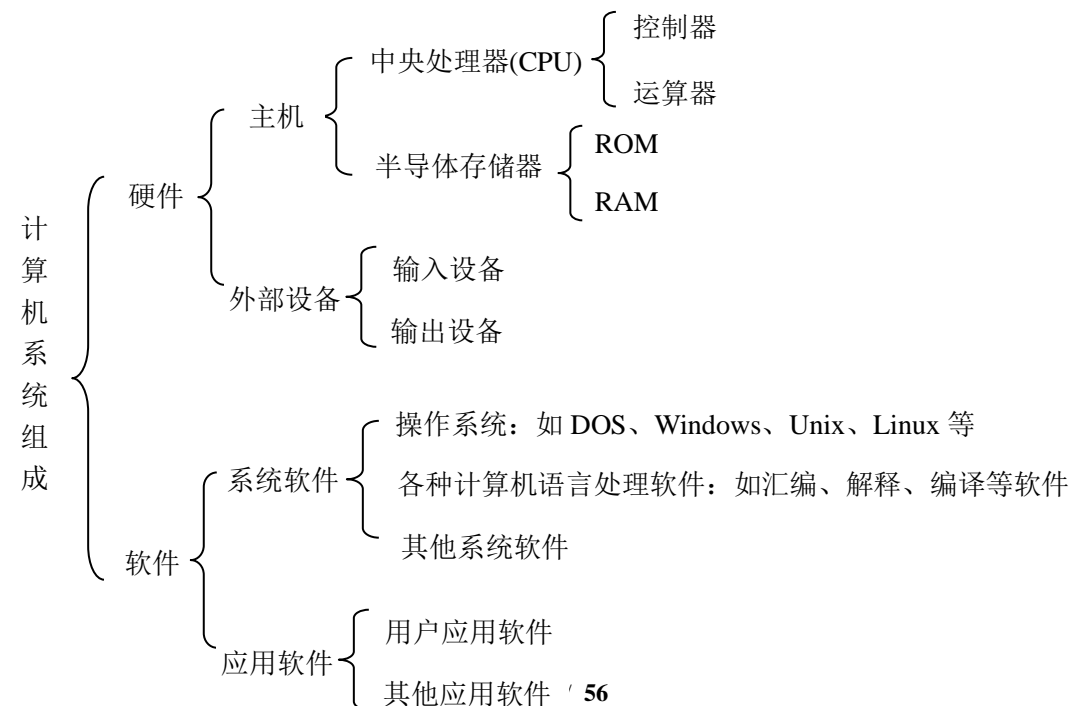 计算机系统组成
硬件
主机
中央处理器(CPU)
控制器
运算器
半导体存储器
ROM
RAM
外部设备
输入设备
输出设备
软件
系统软件
操作系统：如 DOS、Windows、Unix、Linux 等
各种计算机语言处理软件：如汇编、解释、编译等软件
其他系统软件
应用软件
用户应用软件
其他应用软件
56